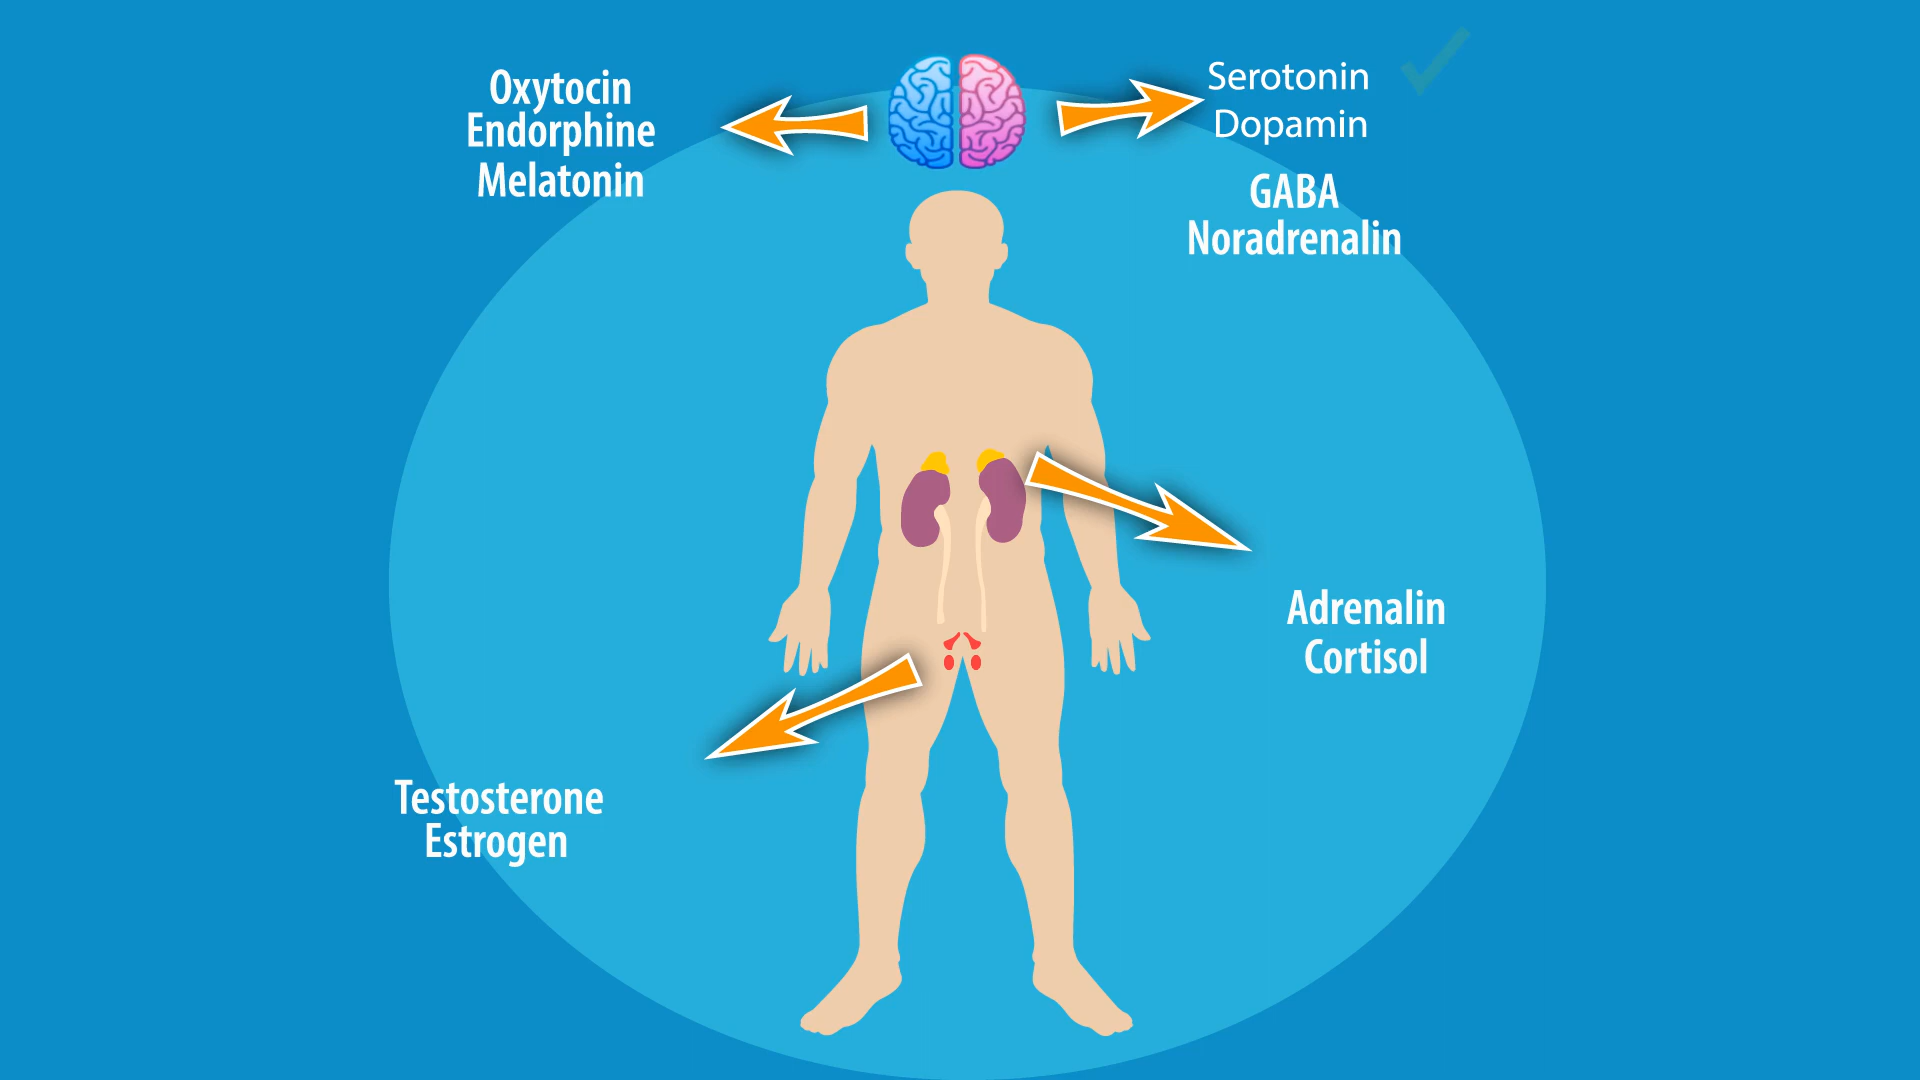 Oxytocin
Endorphine
Melatonin
Serotonin
Dopamin
GABA
Noradrenalin
Adrenalin
Cortisol
Testosterone
Estrogen